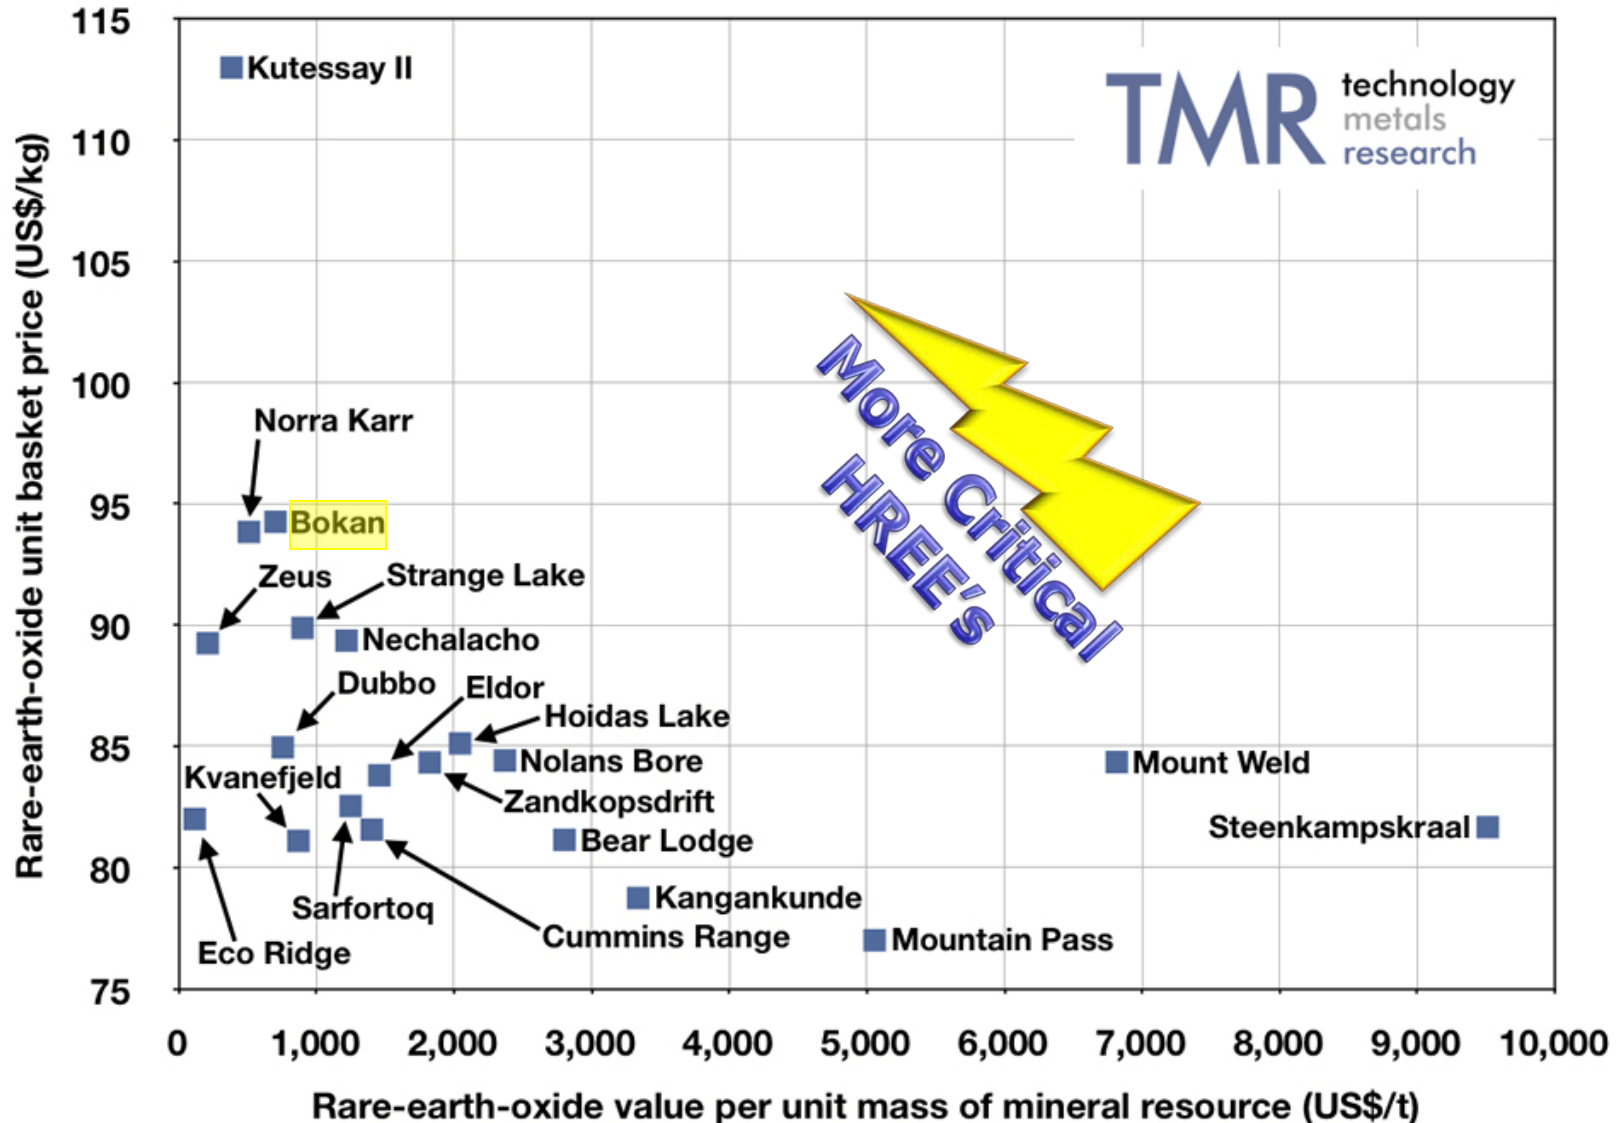 115
110
105
100
95
90
85
80
75
Rare-earth-oxide unit basket price (US$/kg)
Kutessay II
TMR
technology
metals
research
More Critical
HREE's
Norra Karr
Bokan
Zeus
Strange Lake
Nechalacho
Dubbo
Eldor
Hoidas Lake
Nolans Bore
Mount Weld
Kvanefjeld
Zandkopsdrift
Steenkampskraal
Bear Lodge
Kangankunde
Sarfortoq
Cummins Range
Mountain Pass
Eco Ridge
0 1,000 2,000 3,000 4,000 5,000 6,000 7,000 8,000 9,000 10,000
Rare-earth-oxide value per unit mass of mineral resource (US$/t)